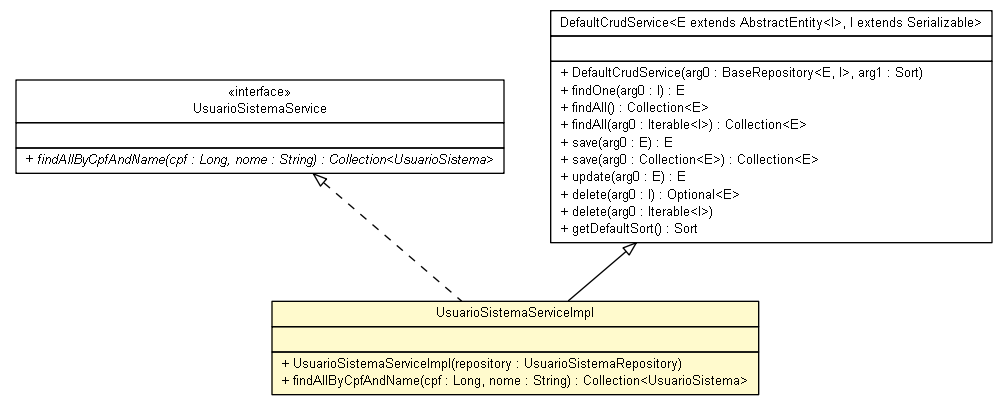 «interface»
UsuarioSistemaService
+ findAllByCpfAndName(cpf : Long, nome : String) : Collection<UsuarioSistema>
DefaultCrudService<E extends AbstractEntity<I>, I extends Serializable>
+ DefaultCrudService(arg0 : BaseRepository<E, I>, arg1 : Sort)
+ findOne(arg0 : I) : E
+ findAll() : Collection<E>
+ findAll(arg0 : Iterable<I>) : Collection<E>
+ save(arg0 : E) : E
+ save(arg0 : Collection<E>) : Collection<E>
+ update(arg0 : E) : E
+ delete(arg0 : I) : Optional<E>
+ delete(arg0 : Iterable<I>)
+ getDefaultSort() : Sort
UsuarioSistemaServiceImpl
+ UsuarioSistemaServiceImpl(repository : UsuarioSistemaRepository)
+ findAllByCpfAndName(cpf : Long, nome : String) : Collection<UsuarioSistema>